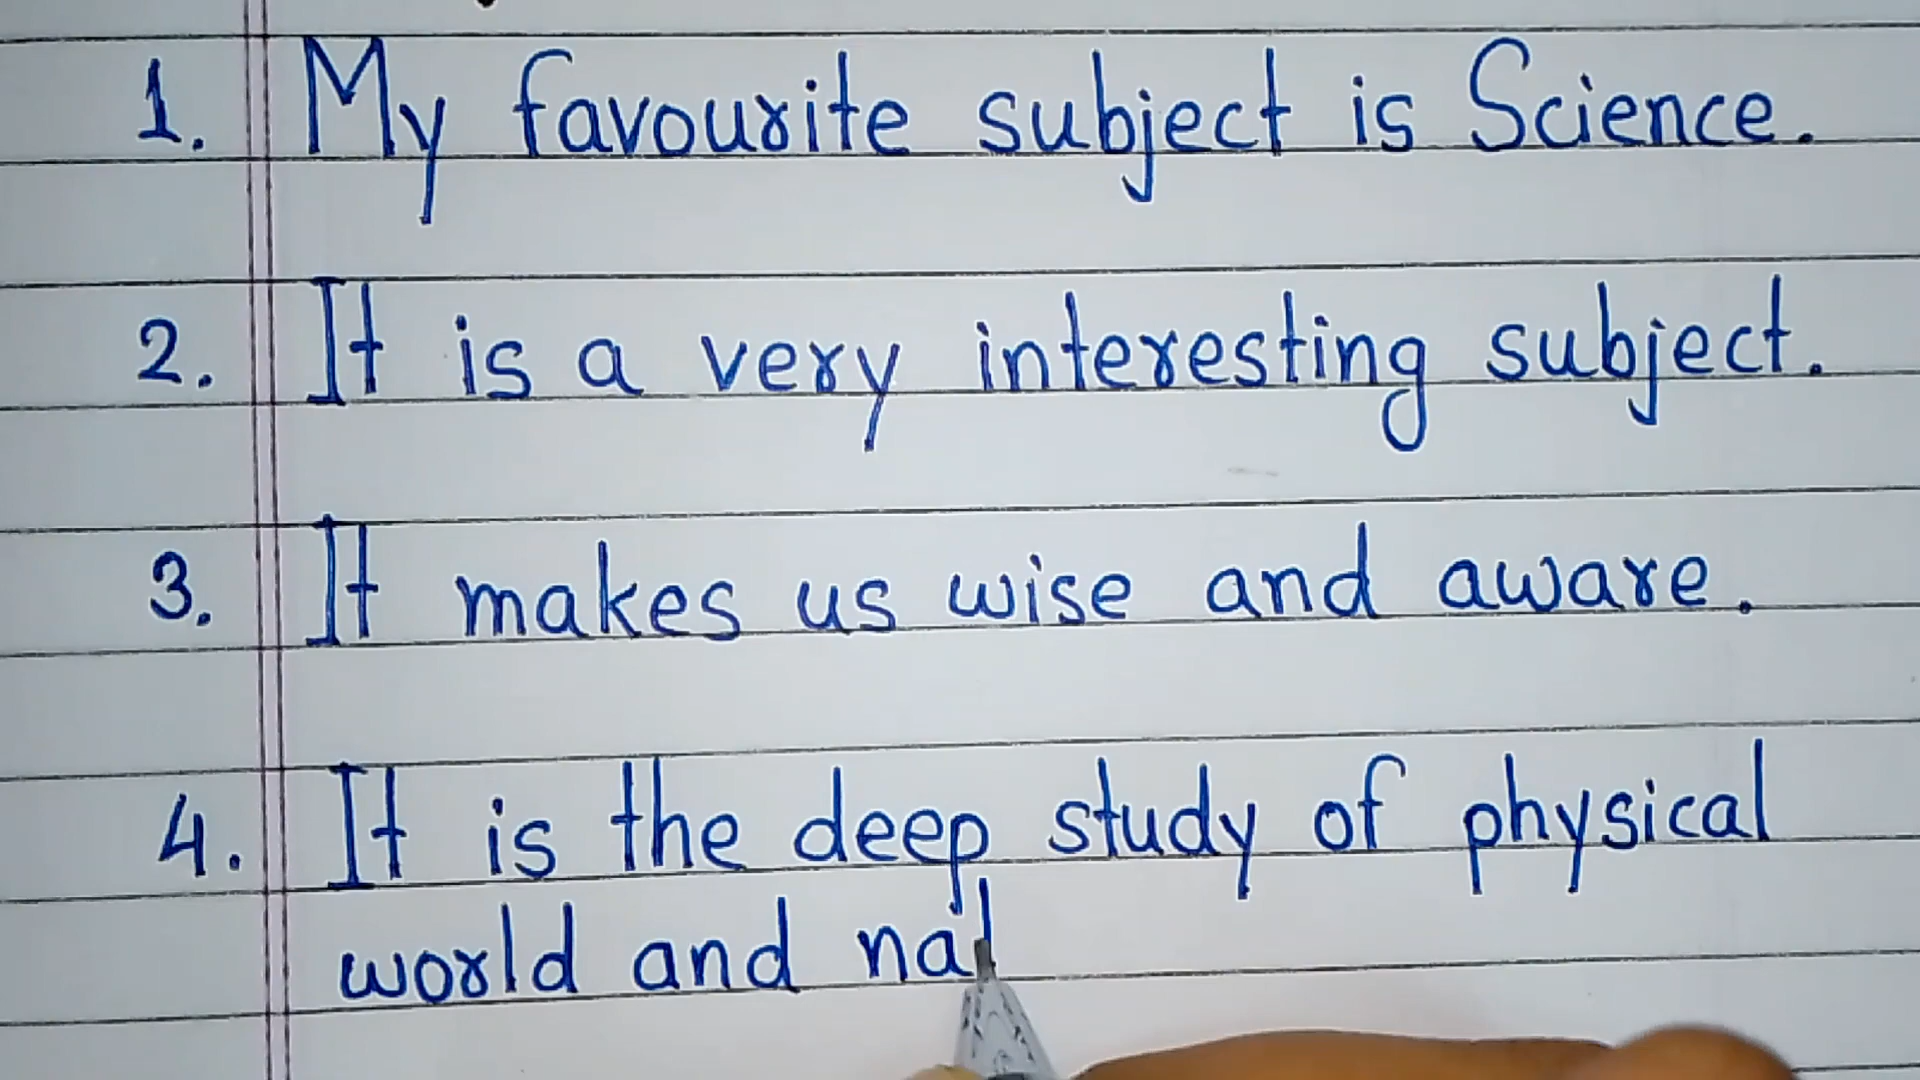 1. My favourite subject is Science.
2. It is a very interesting subject.
3. It makes us wise and aware.
4. It is the deep study of physical
world and